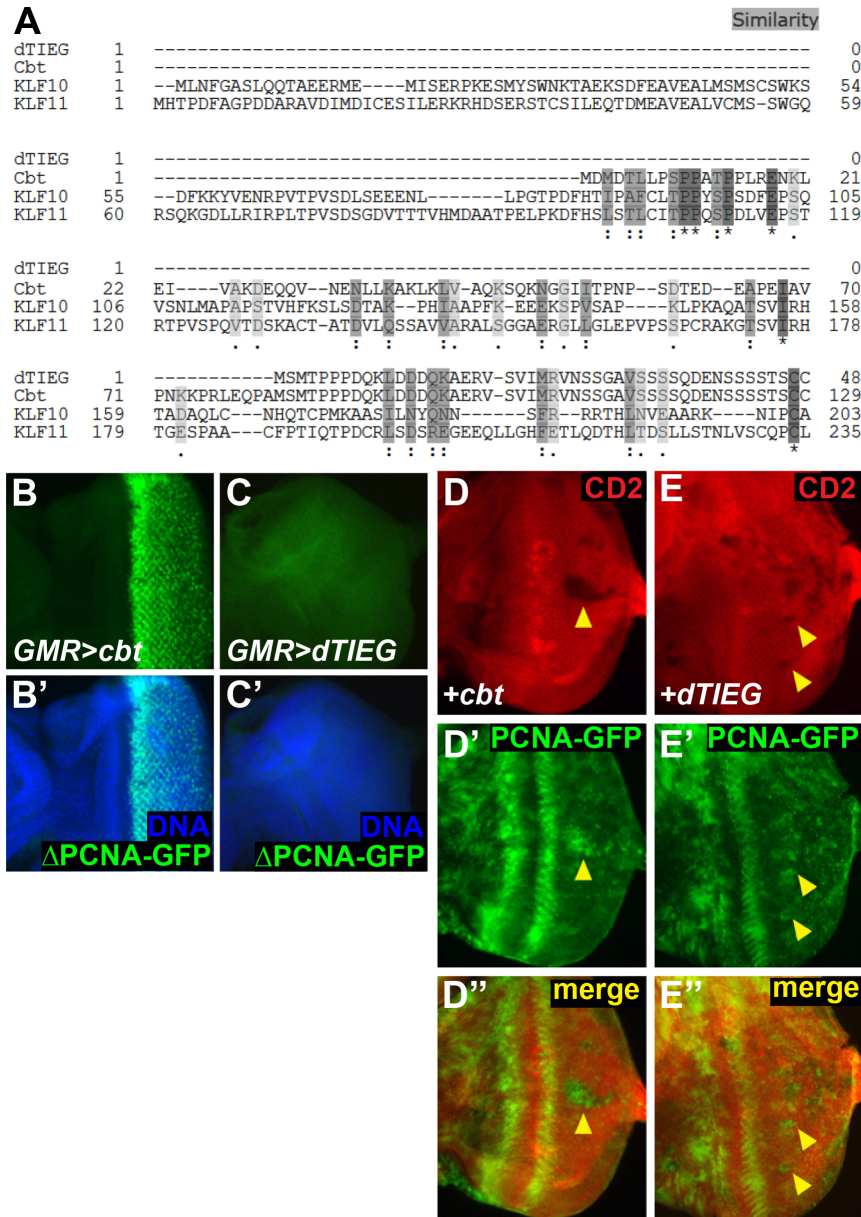 A
Similarity
dTIEG 1 ------------------------------------------------------------ 0
Cbt 1 ------------------------------------------------------------ 0
KLF10 1 --MLNFGASLQQTAEERME----MISERPKESMYSWNKTAEKSDFEAVEALMSMSCSWKS 54
KLF11 1 MHTPDFAGPDDARAVDIMDICESILERKRHDSERSTCSILEQTDMEAVEALVCMS-SWGQ 59
dTIEG 1 ------------------------------------------------------------ 0
Cbt 1 ---------------------------------------MDMDTLLPSPPATPPLRENKL 21
KLF10 55 --DFKKYVENRPVTPVSDLSEEENL-------LPGTPDFHTIPAFCLTPPYSPSDFEPSQ 105
KLF11 60 RSQKGDLLRIRPLTPVSDSGDVTTTVHMDAATPELPKDFHSLSTLCITPPQSPDLVEPST 119
: :: :** :* * .
dTIEG 1 ------------------------------------------------------------ 0
Cbt 22 EI-----VAKDEQQV--NENLLKAKLKLV-AQKSQKNGGIITPNP--SDTED--EAPEIAV 70
KLF10 106 VSNLMAPAPSTVHFKSLSDTAK--PHIAAPFK-EEEKSPVSAP----KLPKAQATSVIRH 158
KLF11 120 RTPVSPQVTDSKACT-ATDVLQSSAVVARALSGGAERGLLGLEPVPSSPCRAKGTSVIRH 178
. . : : :. . : . : . : *
dTIEG 1 -----------MSMTPPPDQKLDDDQKAERV-SVIMRVNSSGAVSSSSQDENSSSSTSCC 48
Cbt 71 PNKKPRLEQPAMSMTPPPDQKLDDDQKAERV-SVIMRVNSSGAVSSSSQDENSSSSTSCC 129
KLF10 159 TADAQLC--NHQTCPMKAASILNYQNN------SFR--RRTHLNVEAARK----NIPCA 203
KLF11 179 TGESPAA---CFPTIQTPDCRLSDSREGEEQLLGHFETLQDTHLTDSLLSTNLVSCQPCL 235
. : : :: :. :. . *
B
GMR>cbt
C
GMR>dTIEG
D
CD2
+cbt
E
CD2
+dTIEG
B’
DNA
ΔPCNA-GFP
C’
DNA
ΔPCNA-GFP
D’
PCNA-GFP
E’
PCNA-GFP
D’’
merge
E’’
merge